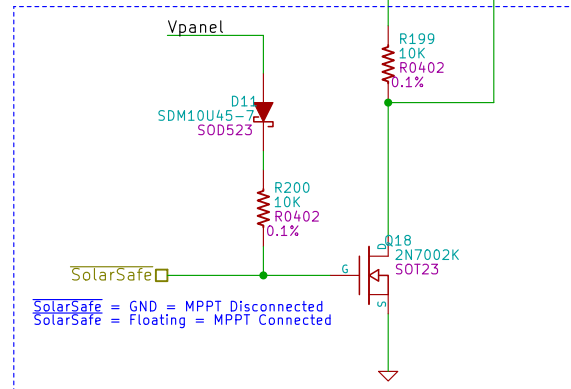 Vpanel
R199
10K
R0402
0.1%
D11
SDM10U45-7
SOD523
R200
10K
R0402
0.1%
SolarSafe
G
D
Q18
2N7002K
SOT23
S
SolarSafe = GND = MPPT Disconnected
SolarSafe = Floating = MPPT Connected